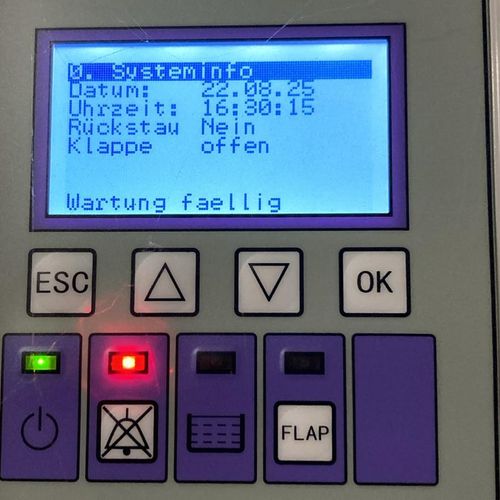 0. Systeminfo
Datum: 22.08.25
Uhrzeit: 16:30:15
Rückstau Nein
Klappe offen
Wartung faellig
ESC OK
FLAP